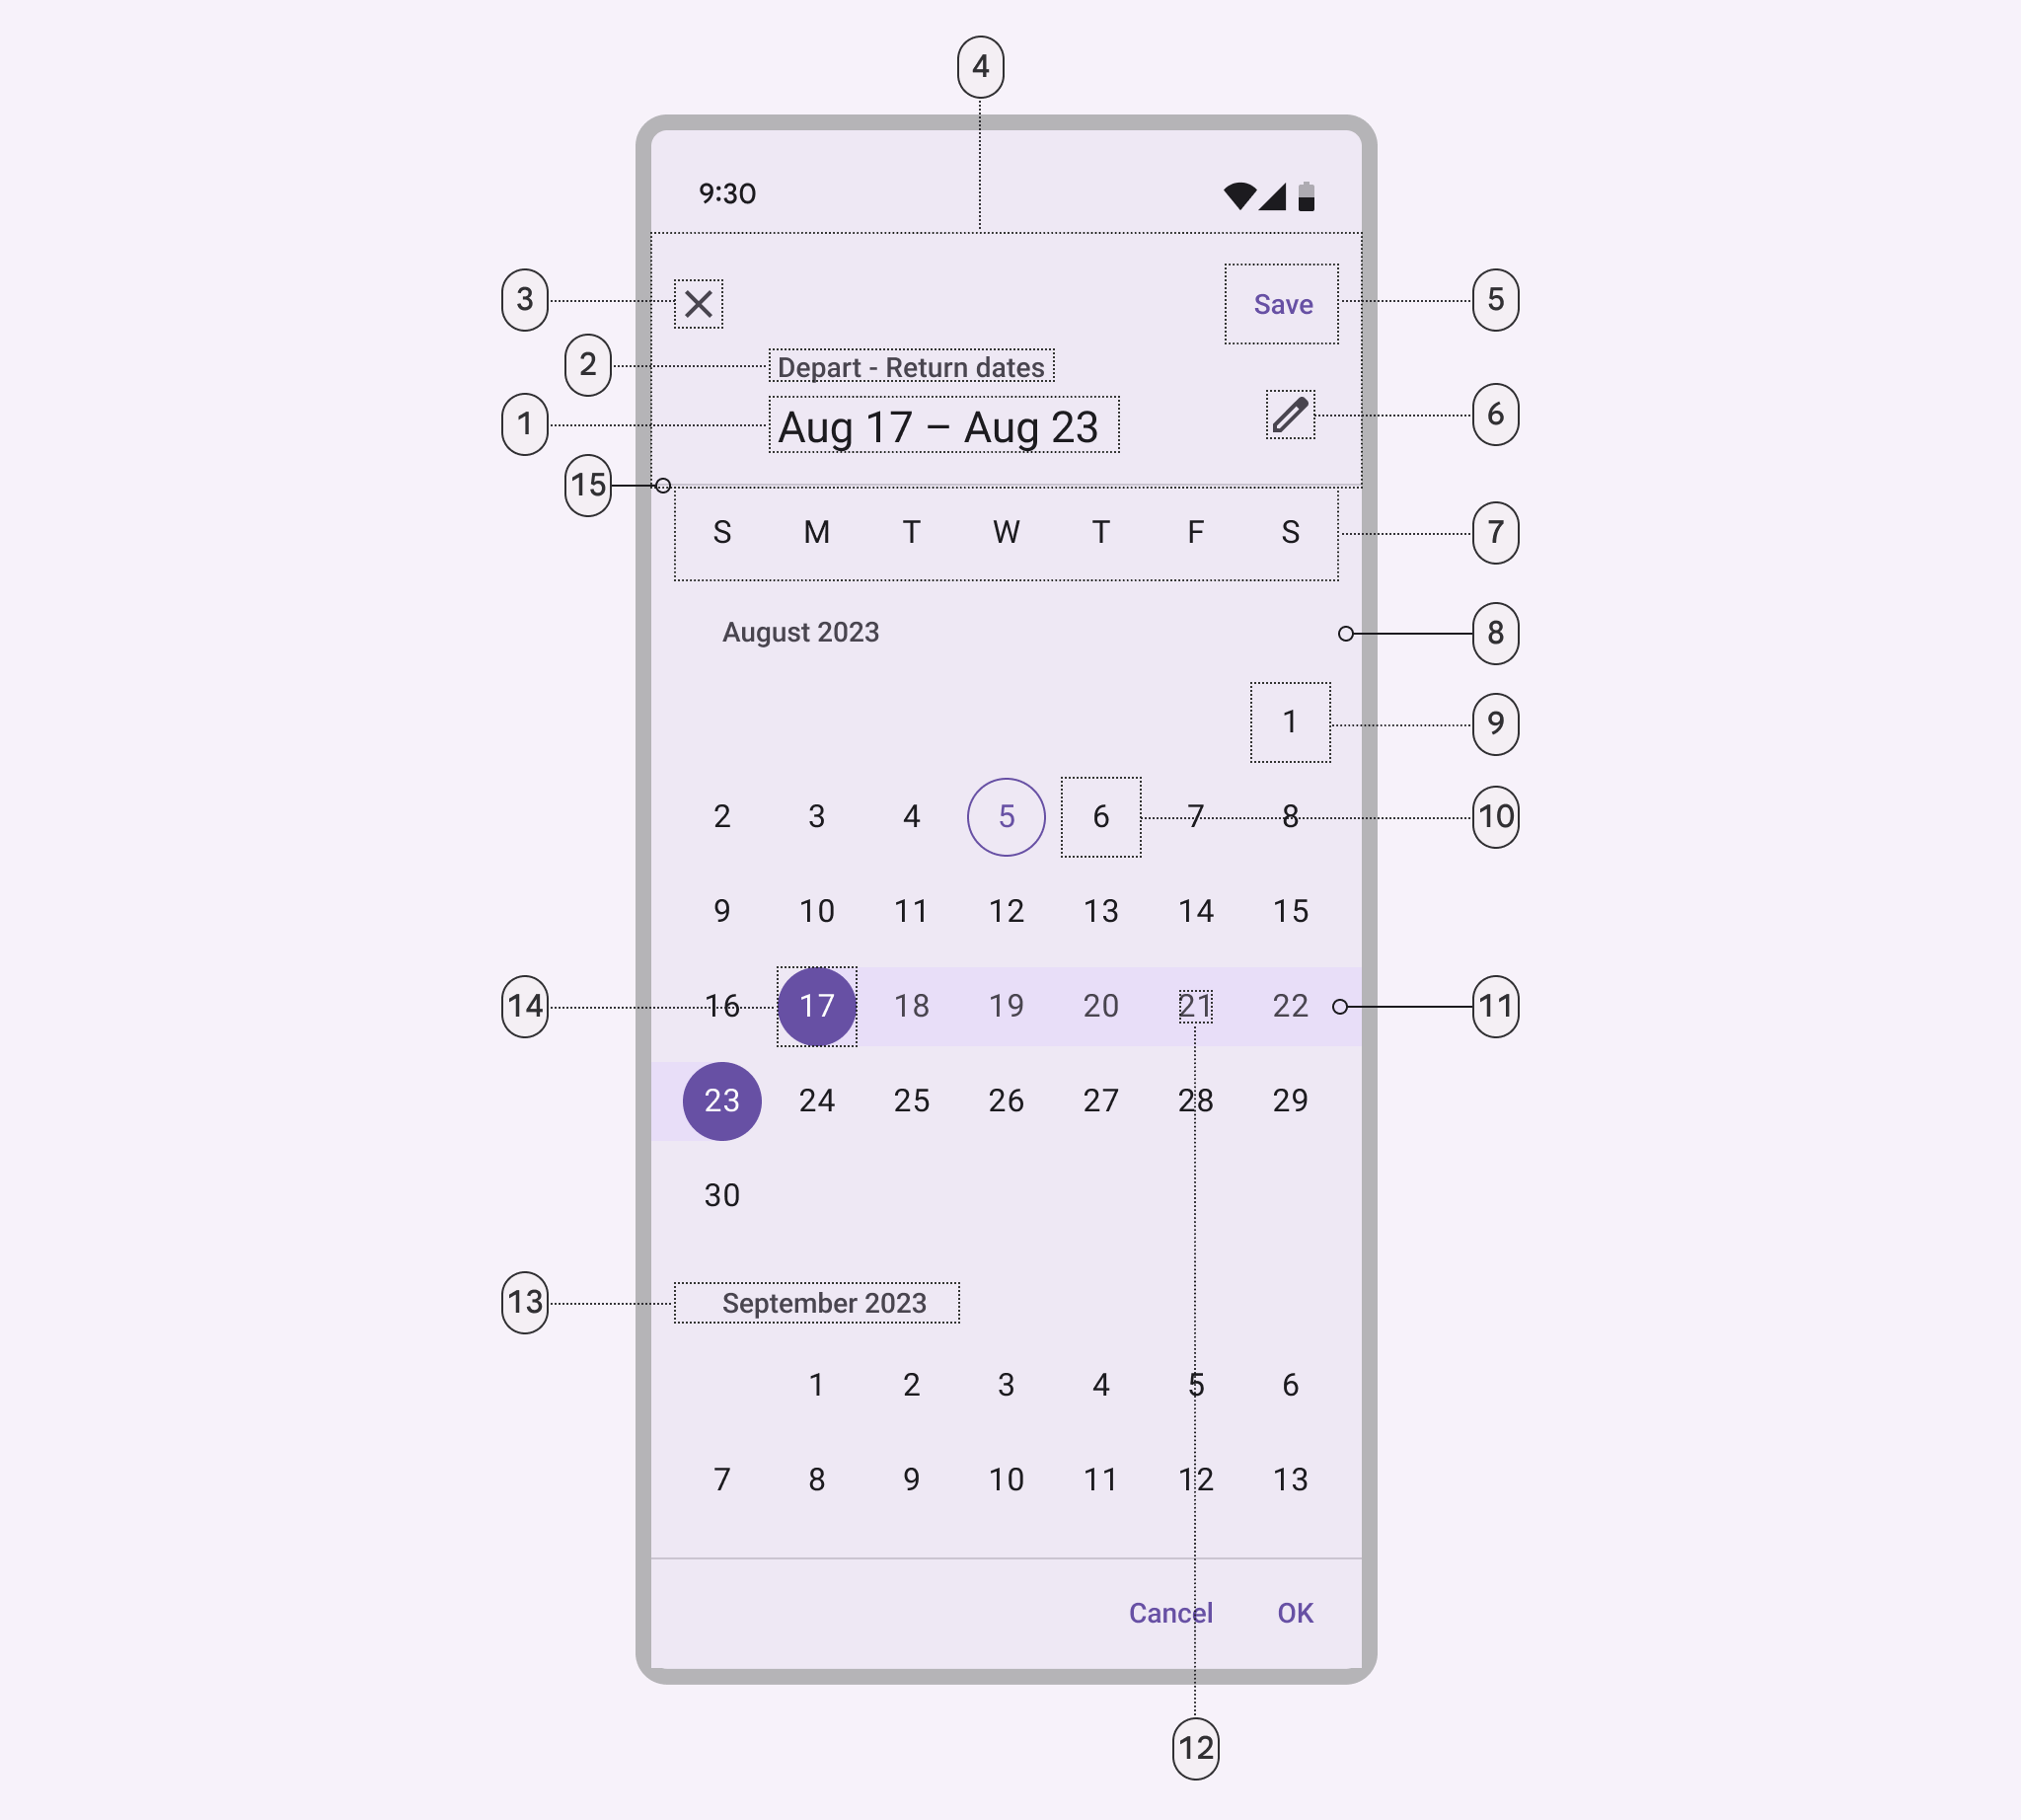 4
9:30
3
Save
5
2
Depart - Return dates
1
Aug 17 – Aug 23
6
15
S M T W T F S
7
August 2023
8
1
9
2 3 4 5 6 7 8
10
9 10 11 12 13 14 15
14
16 17 18 19 20 21 22
11
23 24 25 26 27 28 29
30
13
September 2023
1 2 3 4 5 6
7 8 9 10 11 12 13
Cancel OK
12